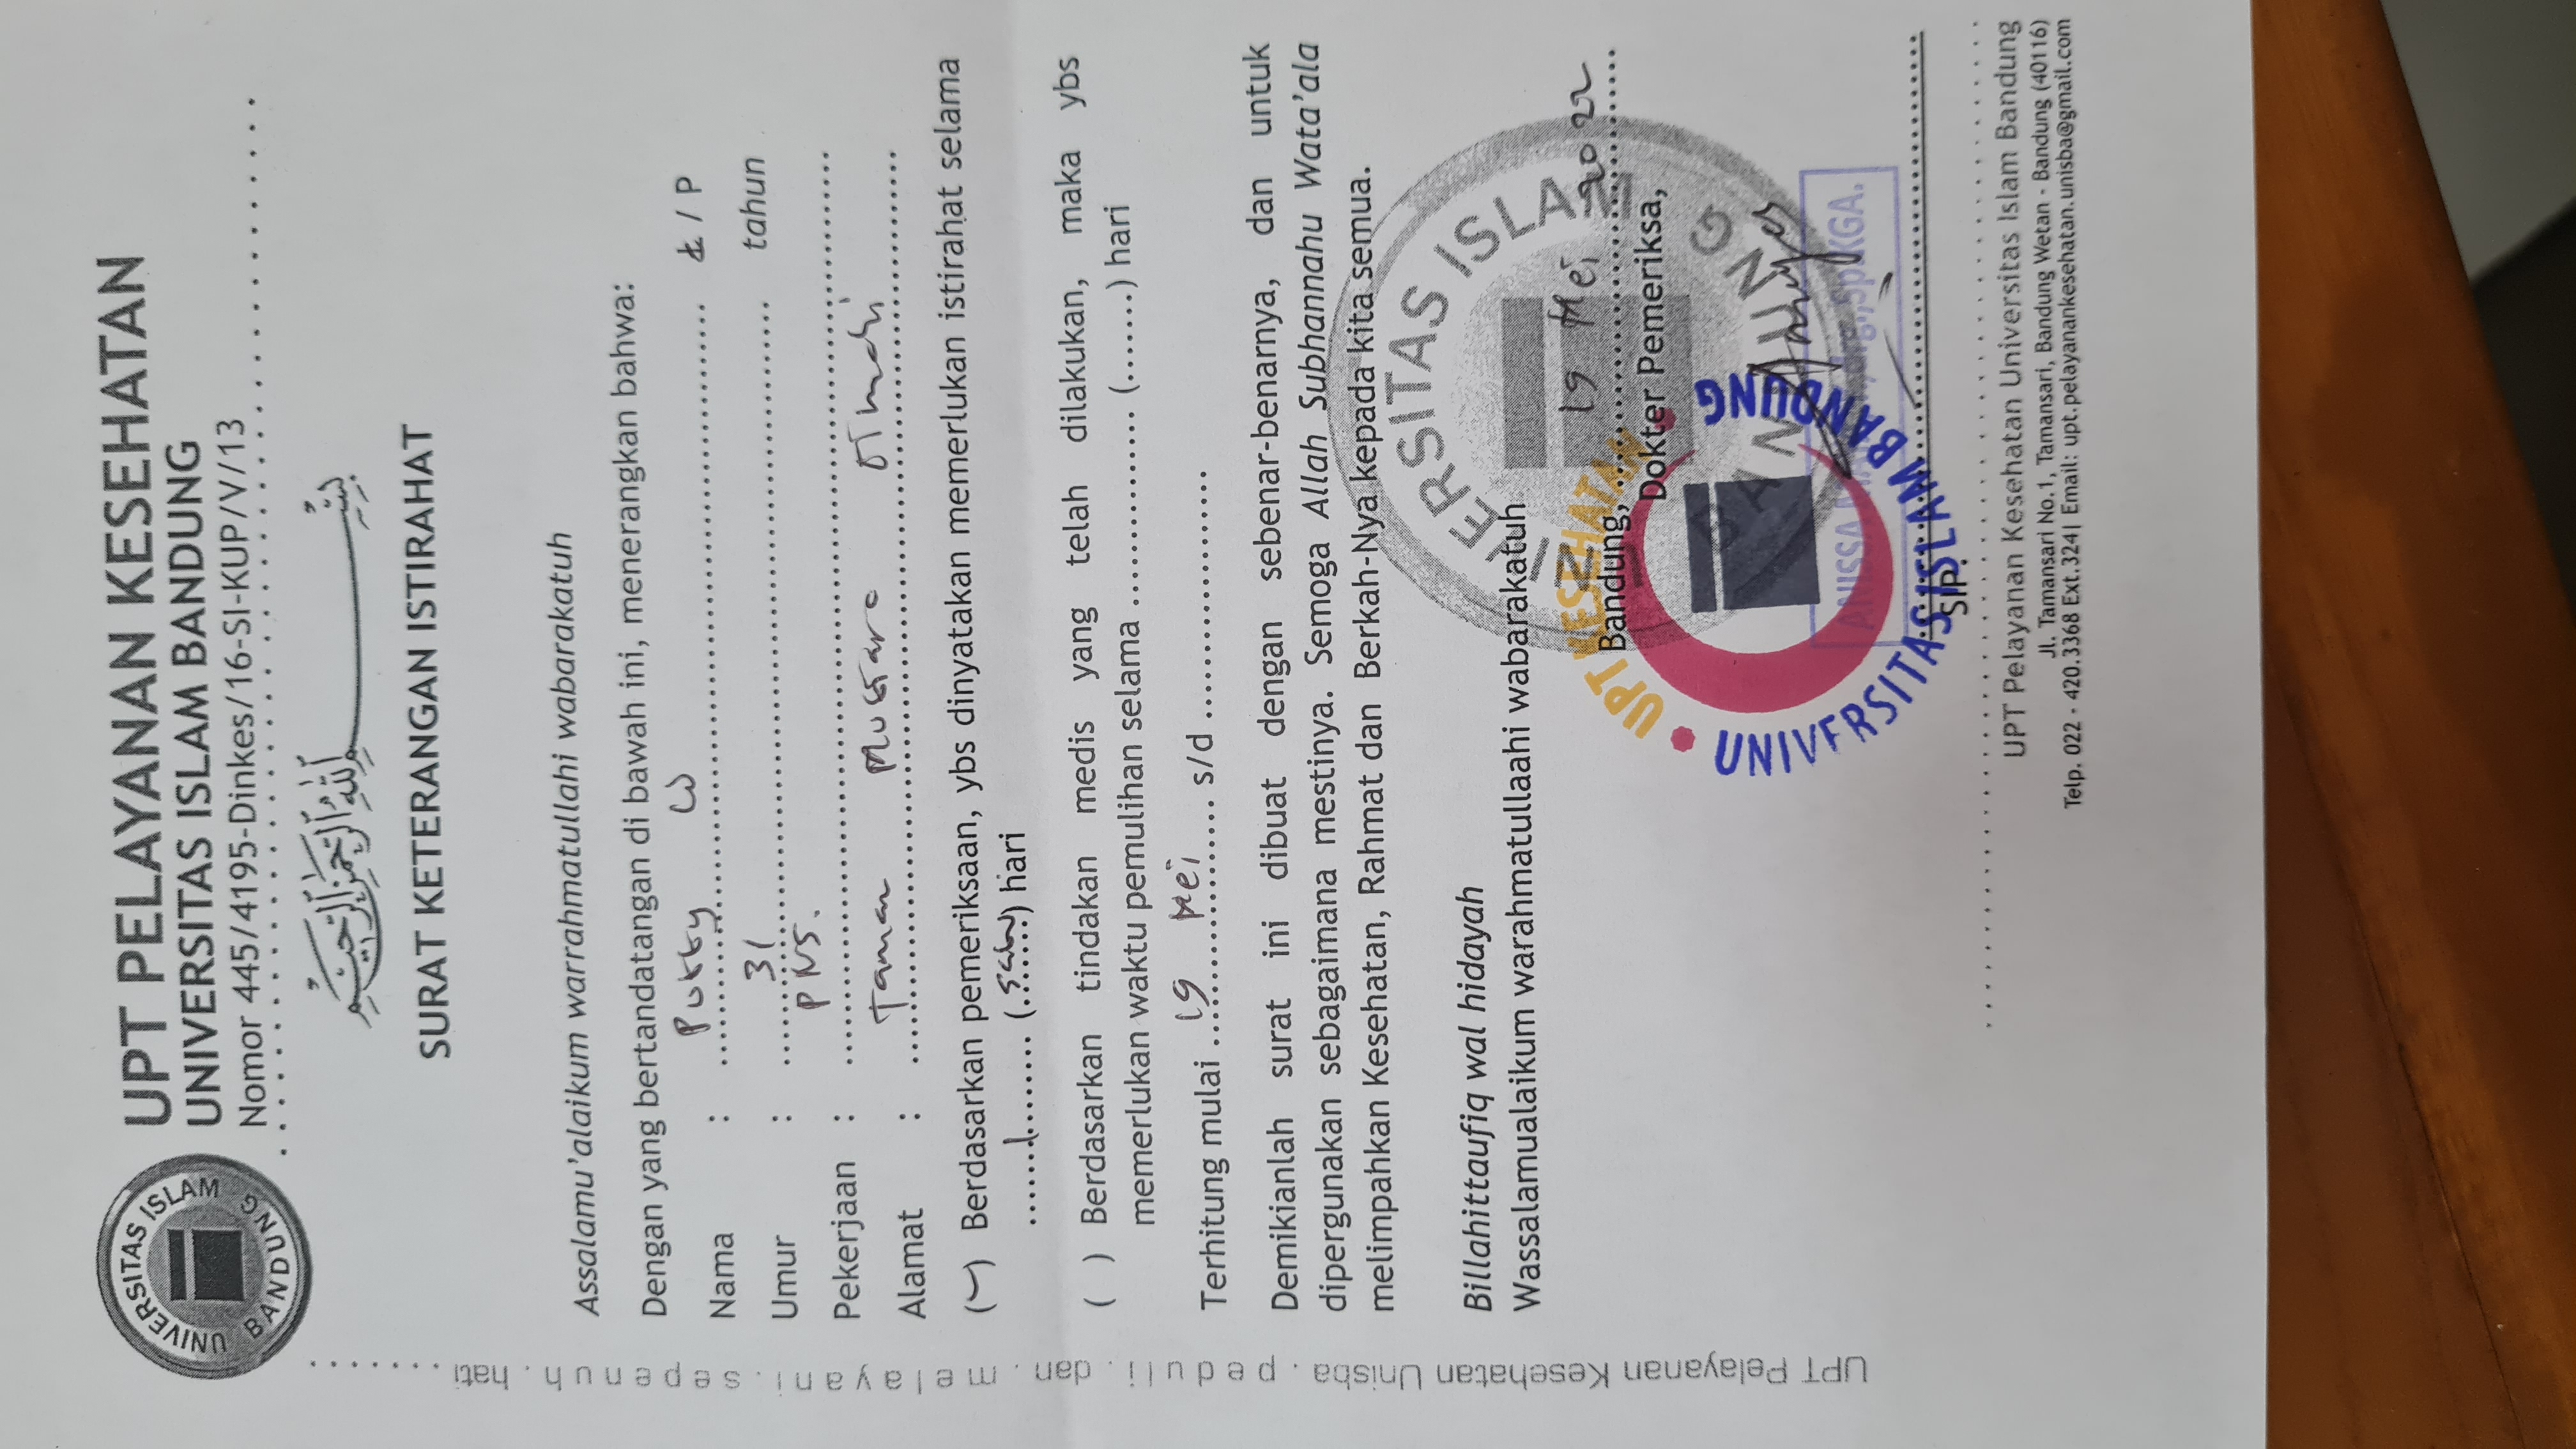 UNIVERSITAS ISLAM BANDUNG
UPT PELAYANAN KESEHATAN
UNIVERSITAS ISLAM BANDUNG
Nomor 445/4195-Dinkes/16-SI-KUP/V/13
بِسْمِ اللهِ الرَّحْمٰنِ الرَّحِيْمِ
SURAT KETERANGAN ISTIRAHAT
Assalamu'alaikum warrahmatullahi wabarakatuh
Dengan yang bertandatangan di bawah ini, menerangkan bahwa:
Nama : Putty W L / P
Umur : 31 tahun
Pekerjaan : PNS.
Alamat : Taman Mutiara
( ) Berdasarkan pemeriksaan, ybs dinyatakan memerlukan istirahat selama
1 (satu) hari
( ) Berdasarkan tindakan medis yang telah dilakukan, maka ybs
memerlukan waktu pemulihan selama ............... (.......) hari
Terhitung mulai 19 Mei s/d ...................
Demikianlah surat ini dibuat dengan sebenar-benarnya, dan untuk
dipergunakan sebagaimana mestinya. Semoga Allah Subhannahu Wata'ala
melimpahkan Kesehatan, Rahmat dan Berkah-Nya kepada kita semua.
Billahittaufiq wal hidayah
Wassalamualaikum warahmatullaahi wabarakatuh
UNIVERSITAS ISLAM BANDUNG
Bandung, 19 Mei 2022
Dokter Pemeriksa,
UPT KESEHATAN
UNIVERSITAS ISLAM BANDUNG
ANISSA drg.,Sp.KGA.
SIP.
UPT Pelayanan Kesehatan Universitas Islam Bandung
Jl. Tamansari No.1, Tamansari, Bandung Wetan - Bandung (40116)
Telp. 022 - 420.3368 Ext.324| Email: upt.pelayanankesehatan.unisba@gmail.com
UPT Pelayanan Kesehatan Unisba . peduli . dan . melayani . sepenuh . hati . . . . . . .